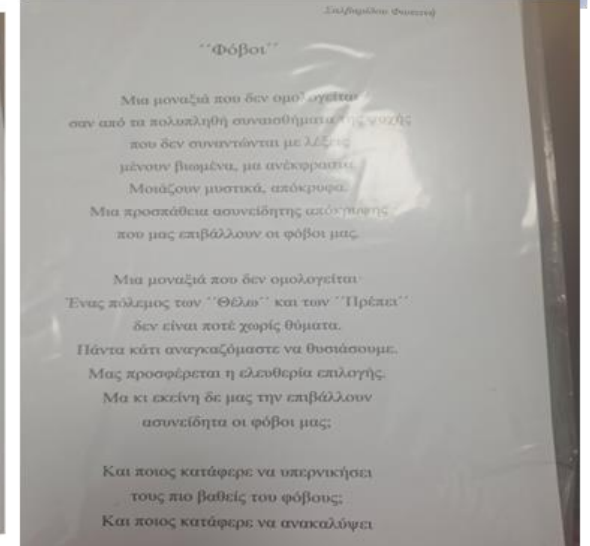 Φωτεινή
´´Φόβοι´´
Μια μοναξιά που δεν ομολογείται·
σαν από τα πολυπληθή συναισθήματα της ψυχής
που δεν συναντώνται με λέξεις
μένουν βιωμένα, μα ανέκφραστα.
Μοιάζουν μυστικά, απόκρυφα.
Μια προσπάθεια ασυνείδητης απόκρυψης
που μας επιβάλλουν οι φόβοι μας.
Μια μοναξιά που δεν ομολογείται·
Ένας πόλεμος των ´´Θέλω´´ και των ´´Πρέπει´´
δεν είναι ποτέ χωρίς θύματα.
Πάντα κάτι αναγκαζόμαστε να θυσιάσουμε.
Μας προσφέρεται η ελευθερία επιλογής.
Μα κι εκείνη δε μας την επιβάλλουν
ασυνείδητα οι φόβοι μας;
Και ποιος κατάφερε να υπερνικήσει
τους πιο βαθείς του φόβους;
Και ποιος κατάφερε να ανακαλύψει